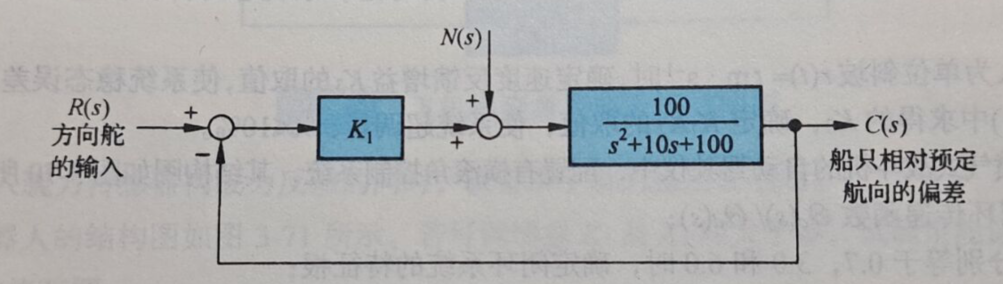 N(s)
R(s)
方向舵
的输入
+
−
K₁
+
+
100
s²+10s+100
C(s)
船只相对预定
航向的偏差